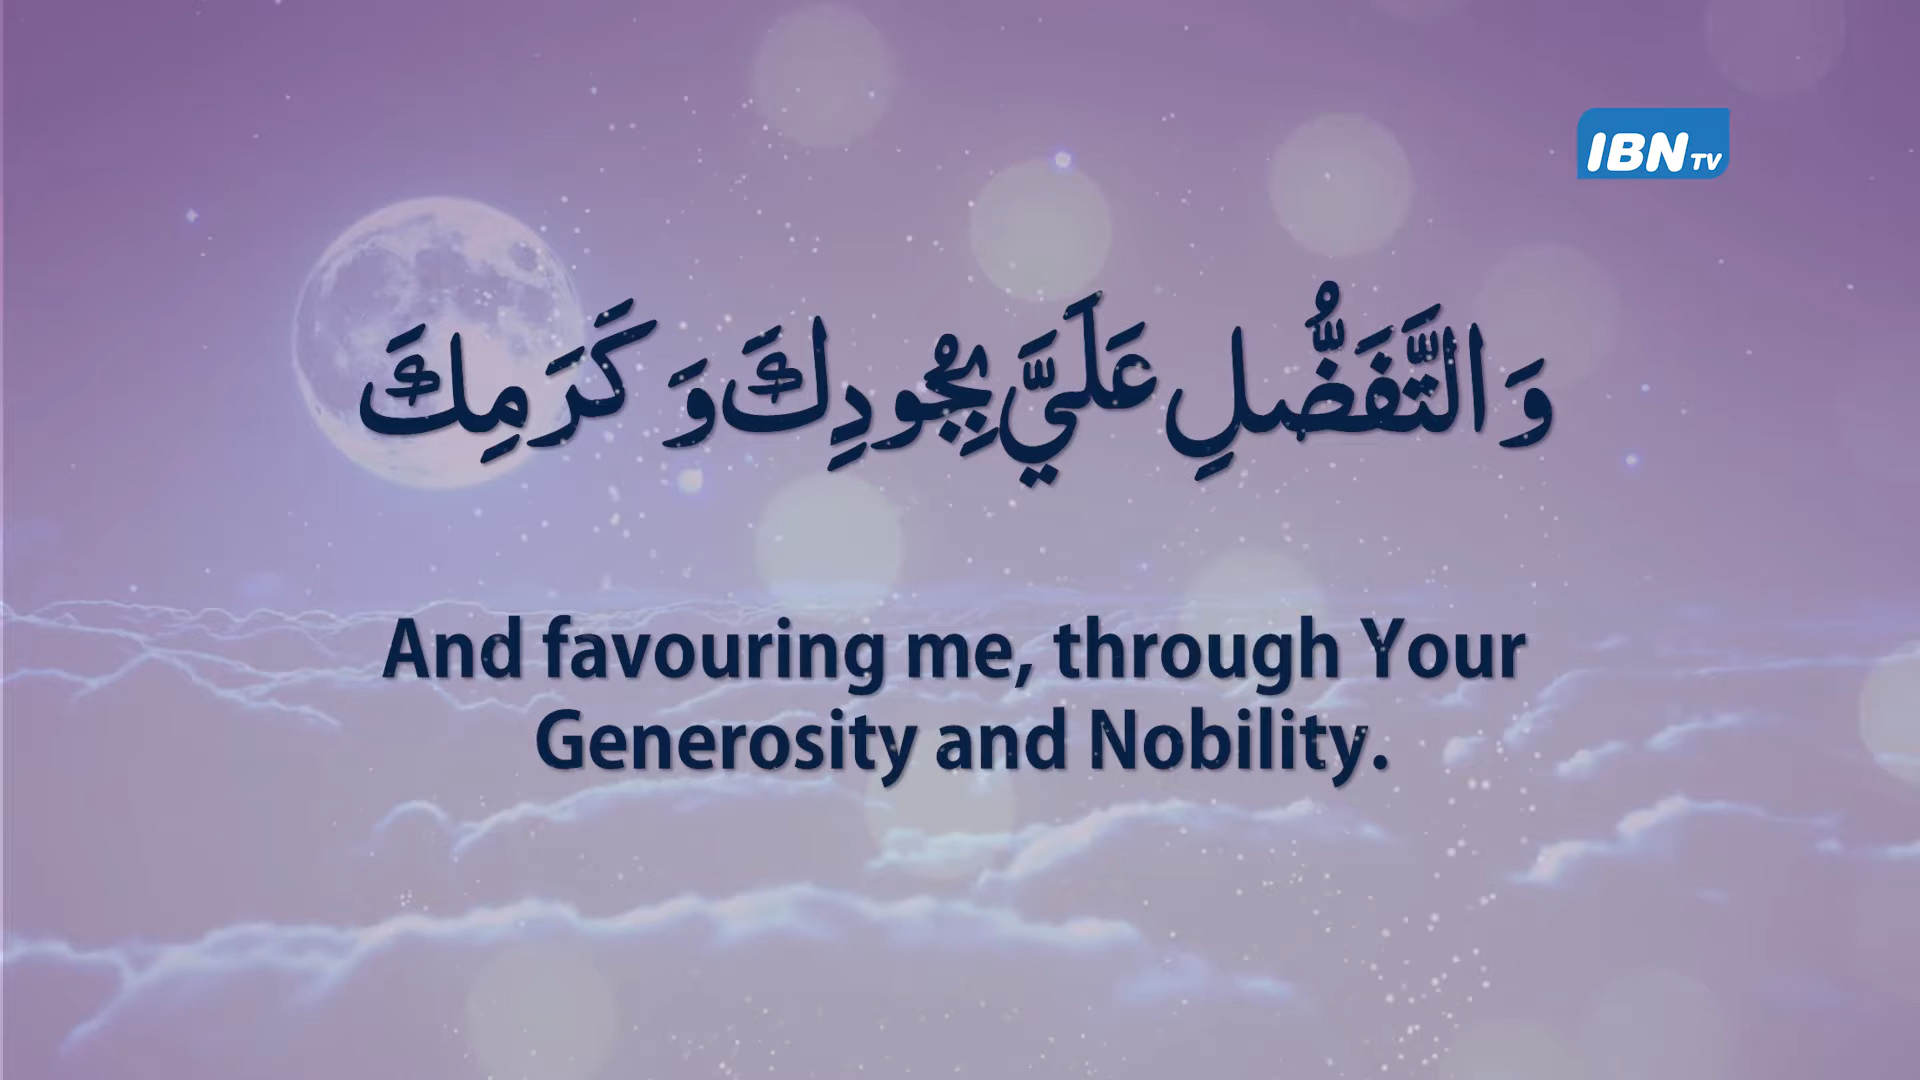 IBN TV
وَالتَّفَضُّلِ عَلَيَّ بِجُودِكَ وَكَرَمِكَ
And favouring me, through Your
Generosity and Nobility.